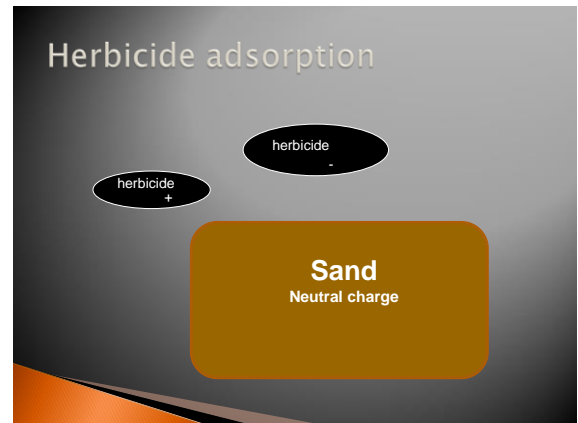 Herbicide adsorption
herbicide
-
herbicide
+
Sand
Neutral charge